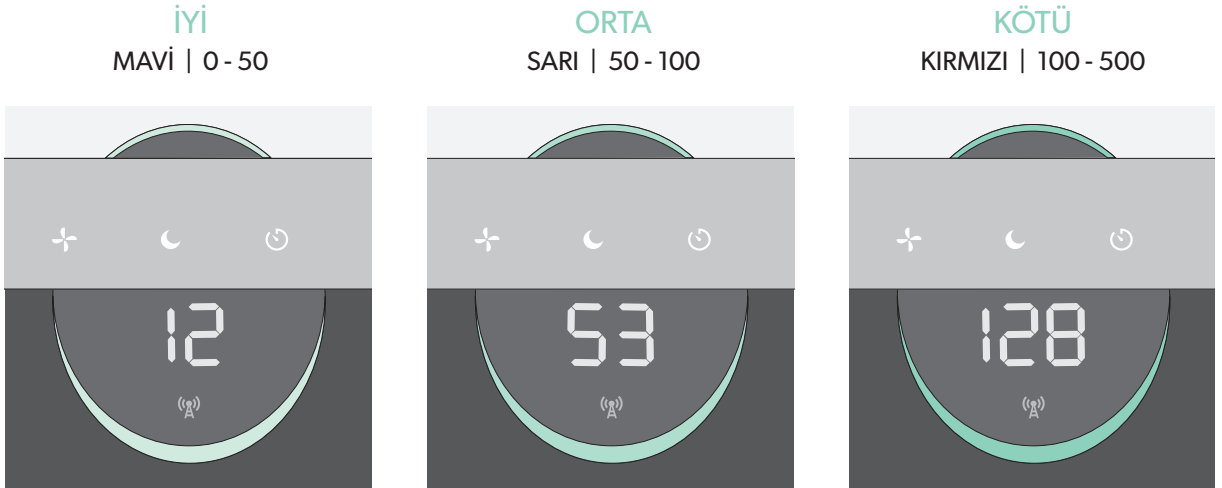 İYİ
MAVİ | 0 - 50
12
ORTA
SARI | 50 - 100
53
KÖTÜ
KIRMIZI | 100 - 500
128